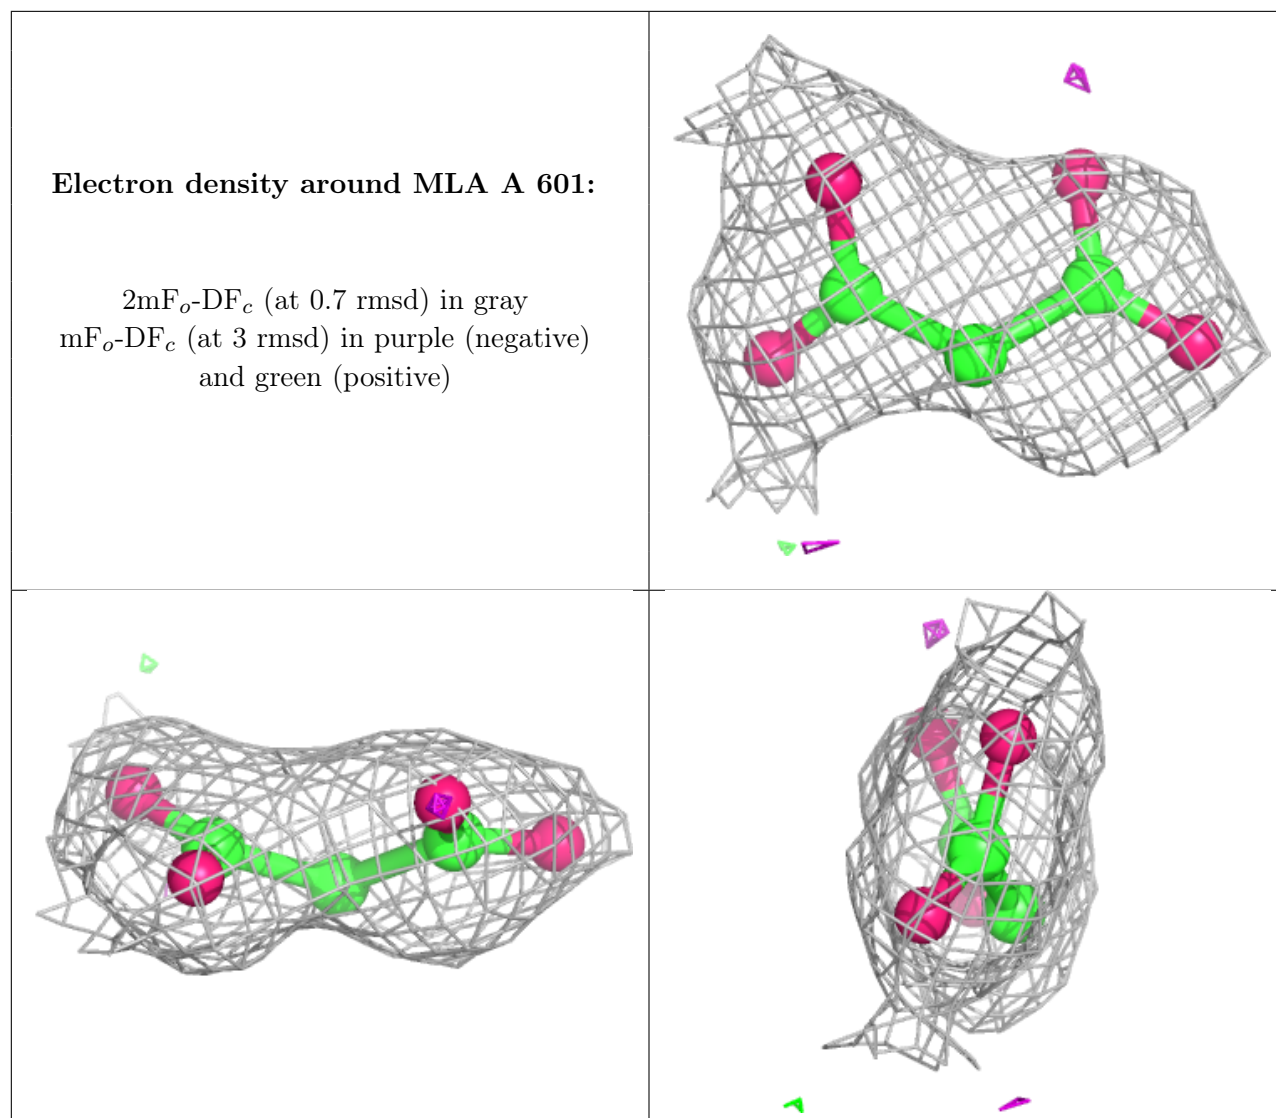 Electron density around MLA A 601:
2mFo-DFc (at 0.7 rmsd) in gray
mFo-DFc (at 3 rmsd) in purple (negative)
and green (positive)